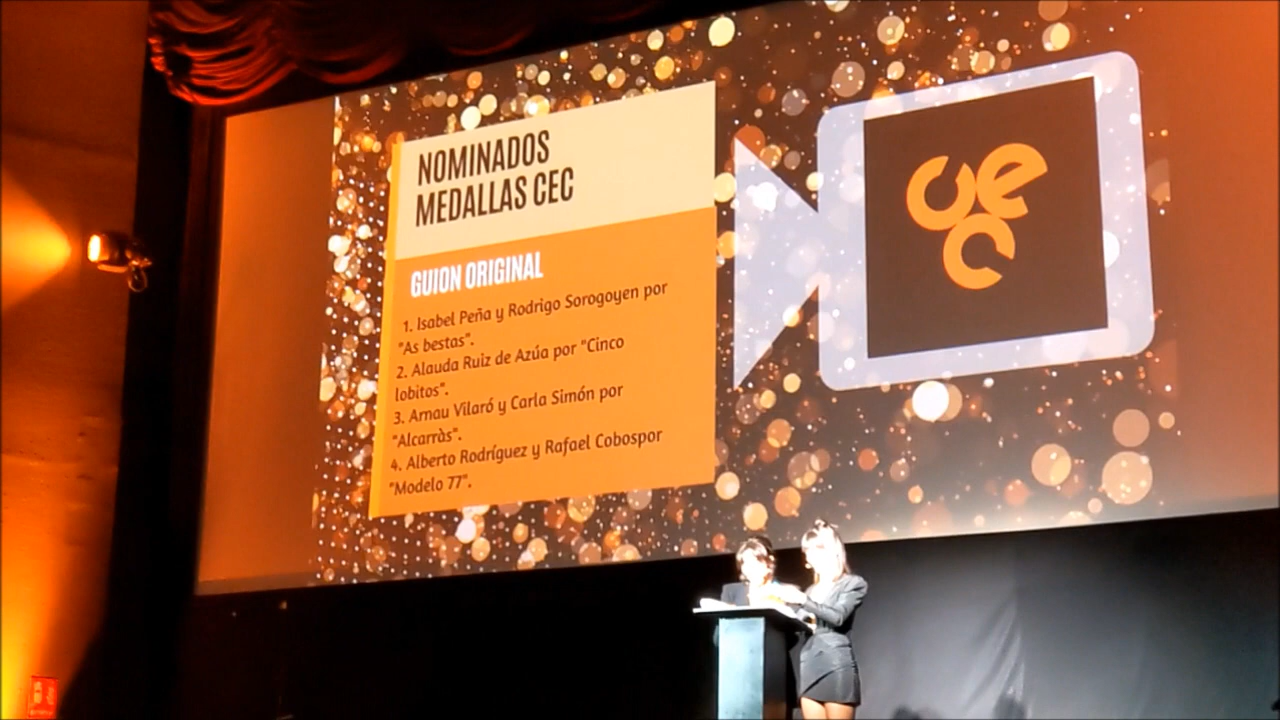 NOMINADOS
MEDALLAS CEC
GUION ORIGINAL
1. Isabel Peña y Rodrigo Sorogoyen por
"As bestas".
2. Alauda Ruiz de Azúa por "Cinco
lobitos".
3. Arnau Vilaró y Carla Simón por
"Alcarràs".
4. Alberto Rodríguez y Rafael Cobospor
"Modelo 77".
cec